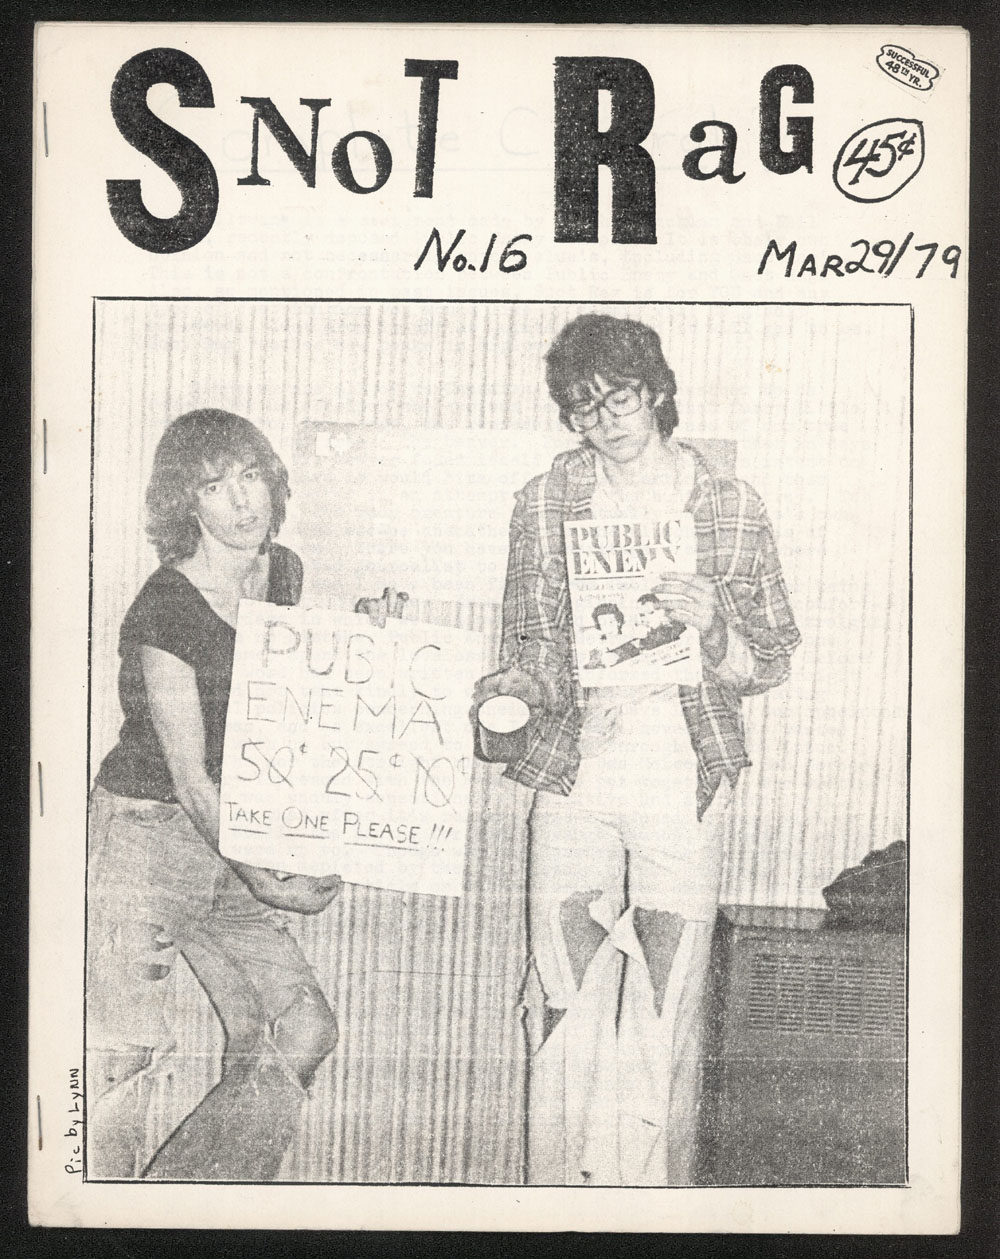 SNoT RaG
SUCCESSFUL
48TH YR.
45¢
No.16
MAR29/79
PUBLIC
ENEMY
PUBIC
ENEMA
50¢ 25¢ 10¢
TAKE ONE PLEASE!!!
Pic by LYNN